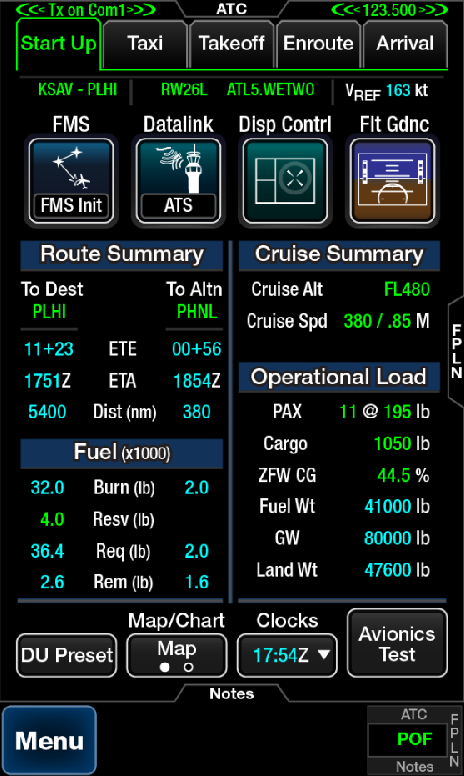 <<< Tx on Com1>>> ATC <<<123.500>>>
Start Up Taxi Takeoff Enroute Arrival
KSAV - PLHI RW26L ATL5.WETWO VREF 163 kt
FMS Datalink Disp Contrl Flt Gdnc
FMS Init ATS
Route Summary
To Dest To Altn
PLHI PHNL
11+23 ETE 00+56
1751Z ETA 1854Z
5400 Dist (nm) 380
Fuel (x1000)
32.0 Burn (lb) 2.0
4.0 Resv (lb)
36.4 Req (lb) 2.0
2.6 Rem (lb) 1.6
Cruise Summary
Cruise Alt FL480
Cruise Spd 380 / .85 M
Operational Load
PAX 11 @ 195 lb
Cargo 1050 lb
ZFW CG 44.5 %
Fuel Wt 41000 lb
GW 80000 lb
Land Wt 47600 lb
FPLN
Map/Chart Clocks
DU Preset Map 17:54Z ▼ Avionics
Test
Notes
Menu
ATC
POF
Notes
FPLN